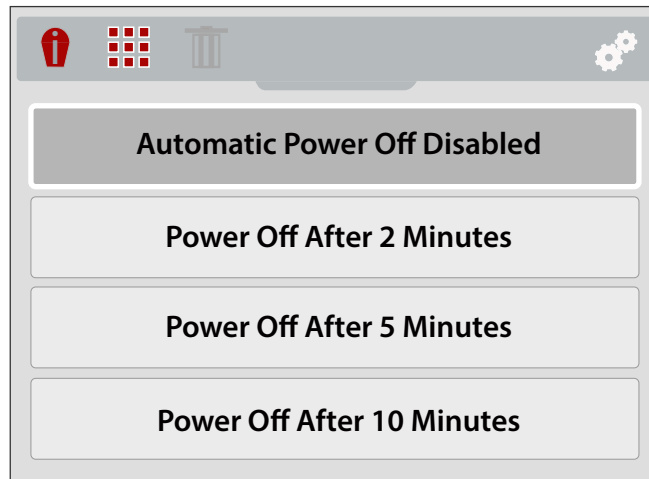 Automatic Power Off Disabled
Power Off After 2 Minutes
Power Off After 5 Minutes
Power Off After 10 Minutes